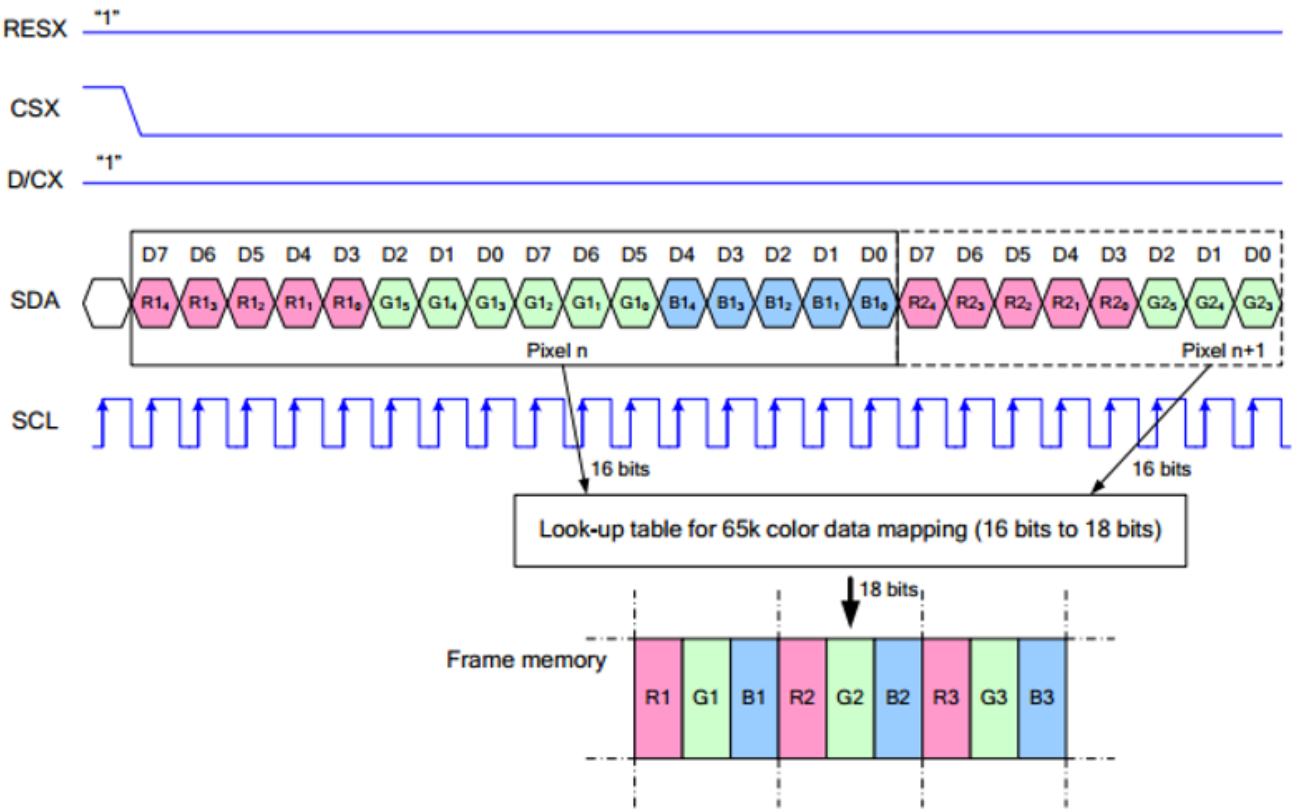 RESX "1"
CSX
D/CX "1"
D7 D6 D5 D4 D3 D2 D1 D0 D7 D6 D5 D4 D3 D2 D1 D0 D7 D6 D5 D4 D3 D2 D1 D0
SDA R1₄ R1₃ R1₂ R1₁ R1₀ G1₅ G1₄ G1₃ G1₂ G1₁ G1₀ B1₄ B1₃ B1₂ B1₁ B1₀ R2₄ R2₃ R2₂ R2₁ R2₀ G2₅ G2₄ G2₃
Pixel n Pixel n+1
SCL
16 bits 16 bits
Look-up table for 65k color data mapping (16 bits to 18 bits)
18 bits
Frame memory
R1 G1 B1 R2 G2 B2 R3 G3 B3